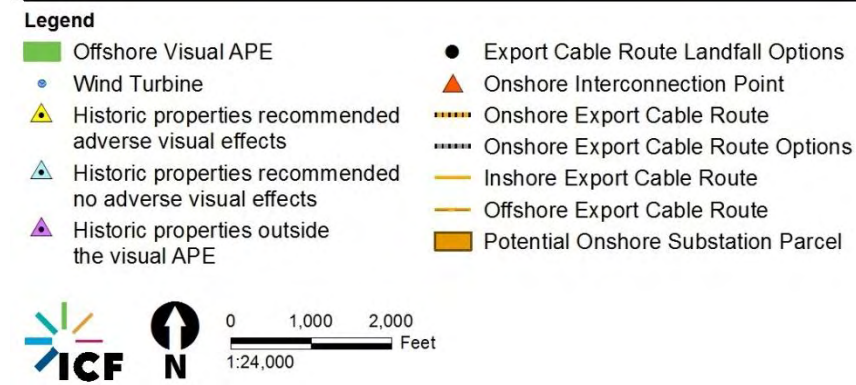 Legend
Offshore Visual APE
Wind Turbine
Historic properties recommended
adverse visual effects
Historic properties recommended
no adverse visual effects
Historic properties outside
the visual APE
Export Cable Route Landfall Options
Onshore Interconnection Point
Onshore Export Cable Route
Onshore Export Cable Route Options
Inshore Export Cable Route
Offshore Export Cable Route
Potential Onshore Substation Parcel
ICF
N
0 1,000 2,000
Feet
1:24,000